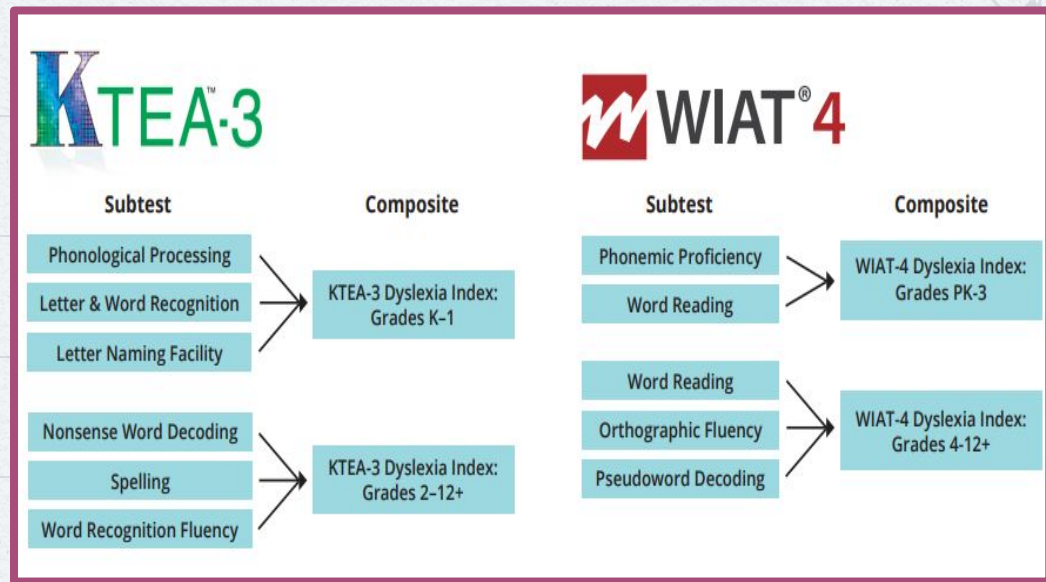 KTEA™-3
Subtest
Composite
Phonological Processing
Letter & Word Recognition
Letter Naming Facility
KTEA-3 Dyslexia Index:
Grades K–1
Nonsense Word Decoding
Spelling
Word Recognition Fluency
KTEA-3 Dyslexia Index:
Grades 2–12+
WIAT®4
Subtest
Composite
Phonemic Proficiency
Word Reading
WIAT-4 Dyslexia Index:
Grades PK-3
Word Reading
Orthographic Fluency
Pseudoword Decoding
WIAT-4 Dyslexia Index:
Grades 4-12+